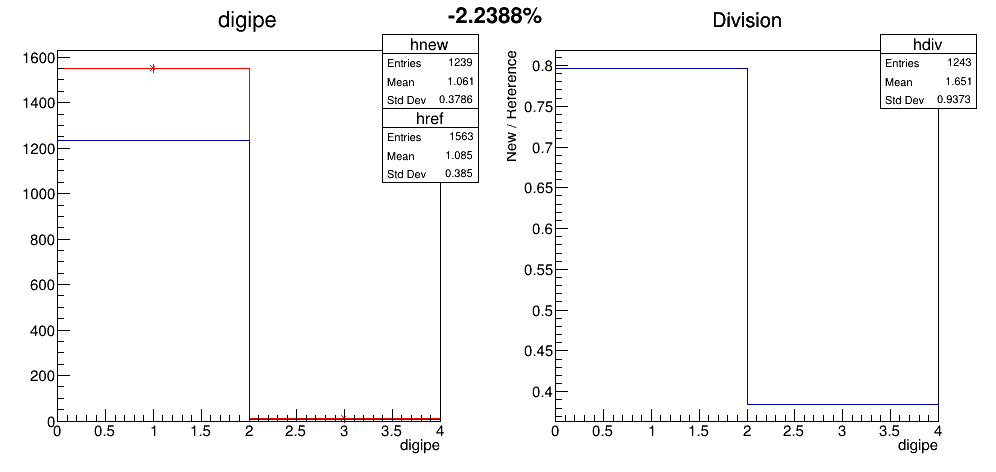 -2.2388%
digipe
hnew
Entries 1239
Mean 1.061
Std Dev 0.3786
href
Entries 1563
Mean 1.085
Std Dev 0.385
1600
1400
1200
1000
800
600
400
200
0
0 0.5 1 1.5 2 2.5 3 3.5 4
digipe
Division
hdiv
Entries 1243
Mean 1.651
Std Dev 0.9373
New / Reference
0.8
0.75
0.7
0.65
0.6
0.55
0.5
0.45
0.4
0 0.5 1 1.5 2 2.5 3 3.5 4
digipe